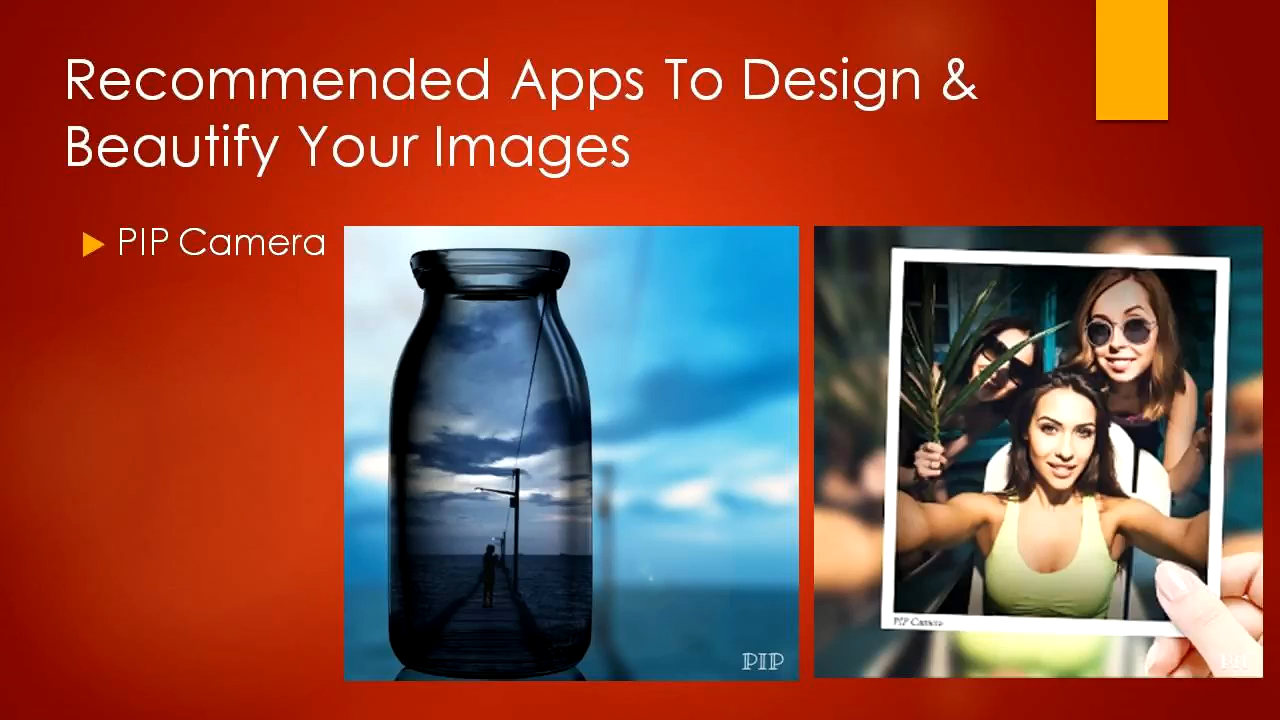 Recommended Apps To Design &
Beautify Your Images
PIP Camera
PIP
PIP Camera